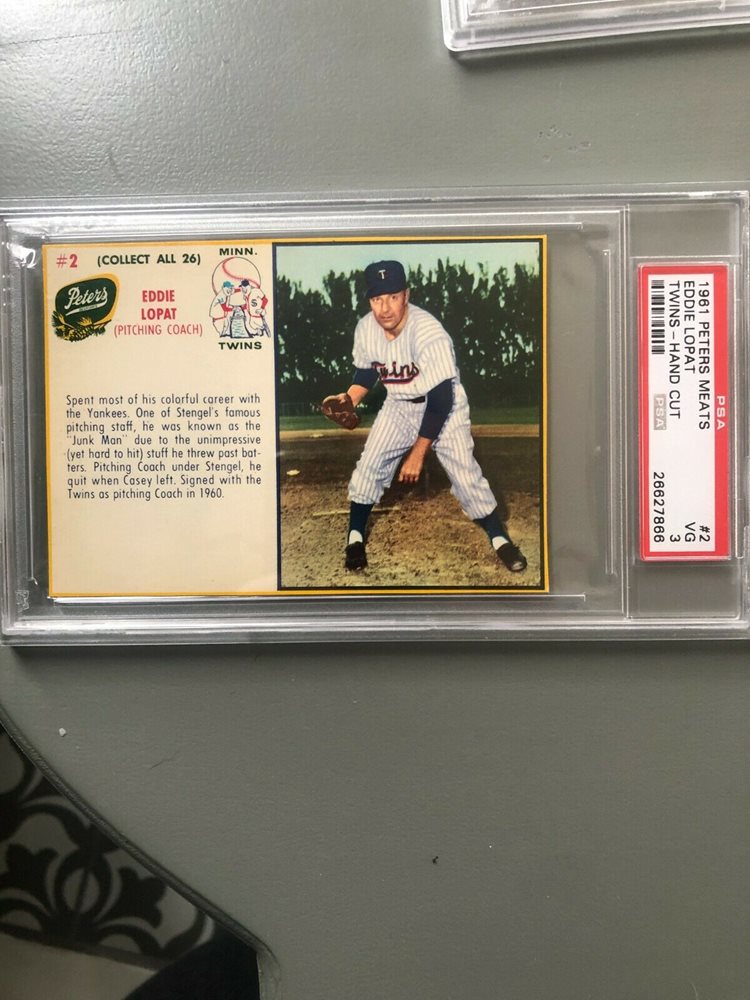 #2 (COLLECT ALL 26)
MINN.
Peters
EDDIE
LOPAT
(PITCHING COACH)
TWINS
Spent most of his colorful career with
the Yankees. One of Stengel's famous
pitching staff, he was known as the
"Junk Man" due to the unimpressive
(yet hard to hit) stuff he threw past bat-
ters. Pitching Coach under Stengel, he
quit when Casey left. Signed with the
Twins as pitching Coach in 1960.
T
Twins
PSA
1961 PETERS MEATS #2
EDDIE LOPAT VG
TWINS - HAND CUT 3
PSA
26627866